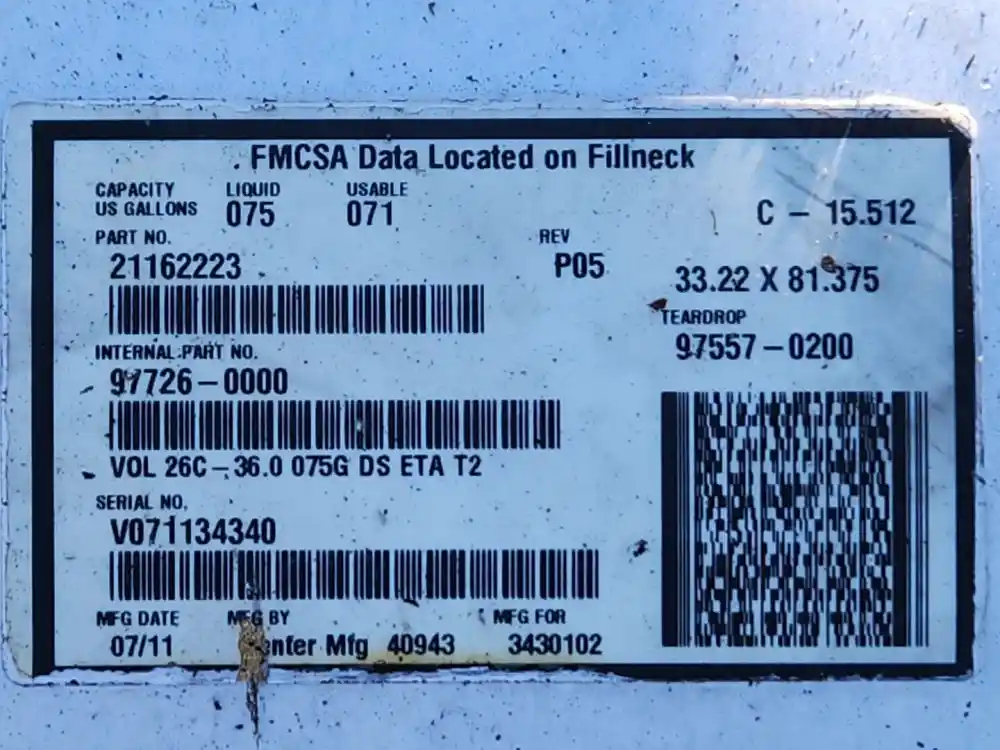 FMCSA Data Located on Fillneck
CAPACITY US GALLONS LIQUID 075 USABLE 071
C - 15.512
PART NO.
21162223
REV
P05
33.22 X 81.375
TEARDROP
97557-0200
INTERNAL PART NO.
97726-0000
VOL 26C-36.0 075G DS ETA T2
SERIAL NO.
V071134340
MFG DATE MFG BY MFG FOR
07/11 Mfg 40943 3430102